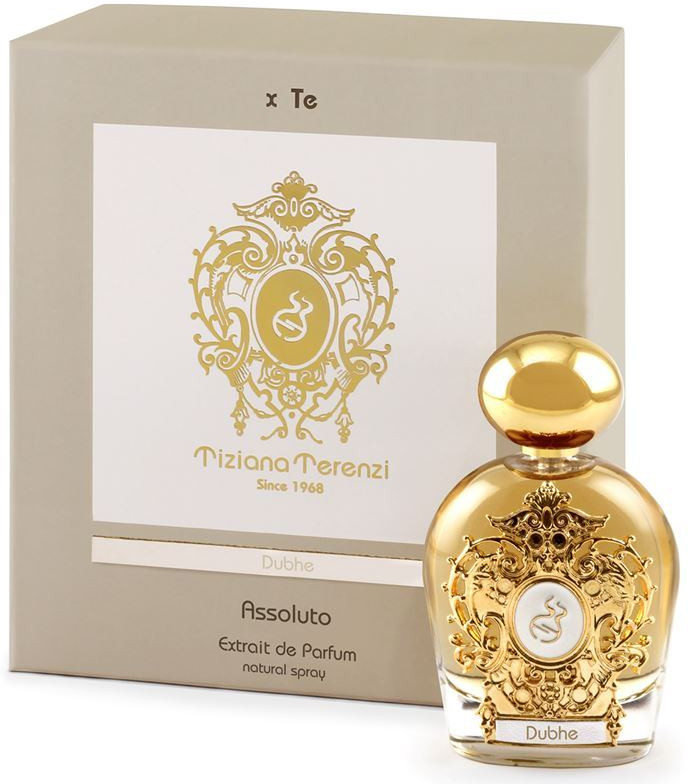 x Te
Tiziana Terenzi
Since 1968
Dubhe
Assoluto
Extrait de Parfum
natural spray
Dubhe